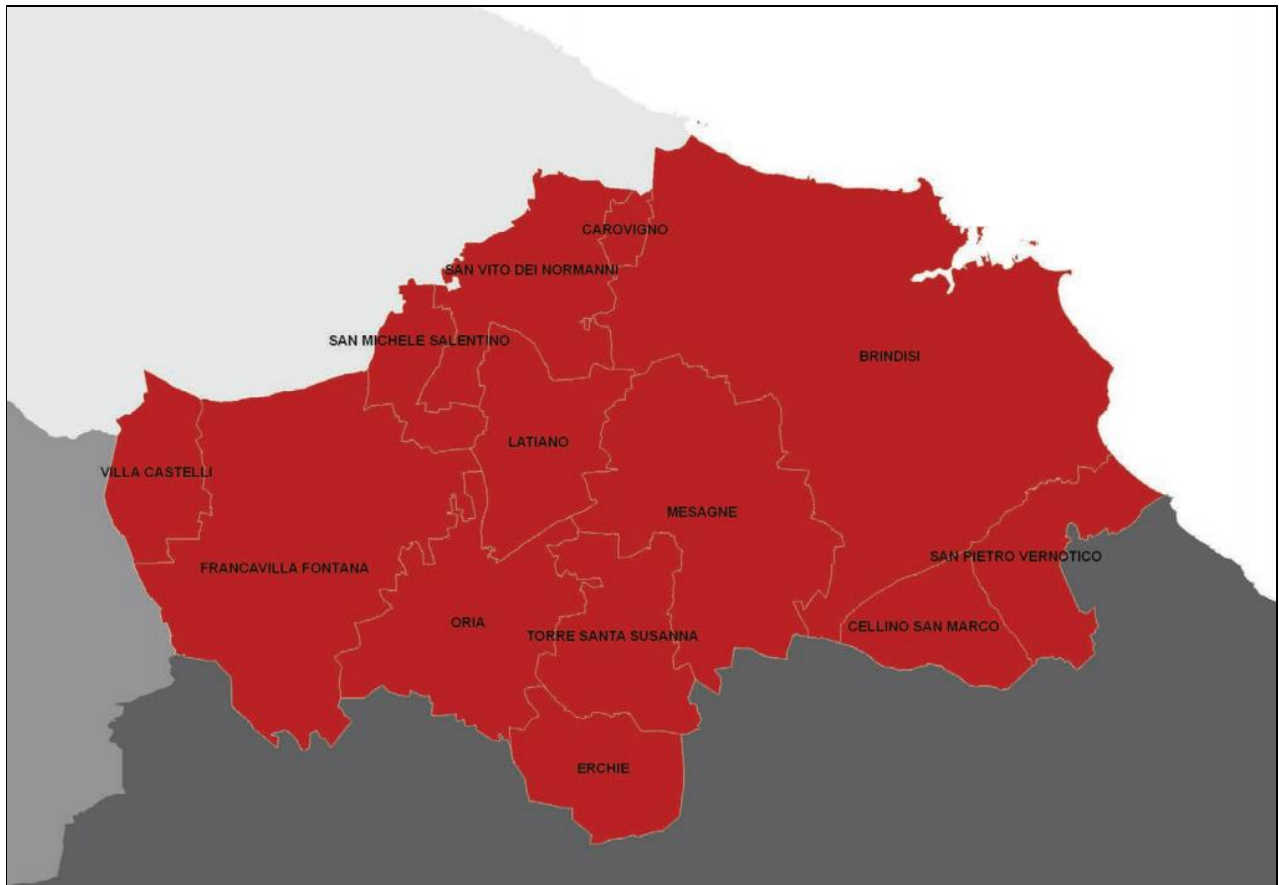 CAROVIGNO
SAN VITO DEI NORMANNI
SAN MICHELE SALENTINO
BRINDISI
LATIANO
VILLA CASTELLI
MESAGNE
SAN PIETRO VERNOTICO
FRANCAVILLA FONTANA
ORIA
CELLINO SAN MARCO
TORRE SANTA SUSANNA
ERCHIE